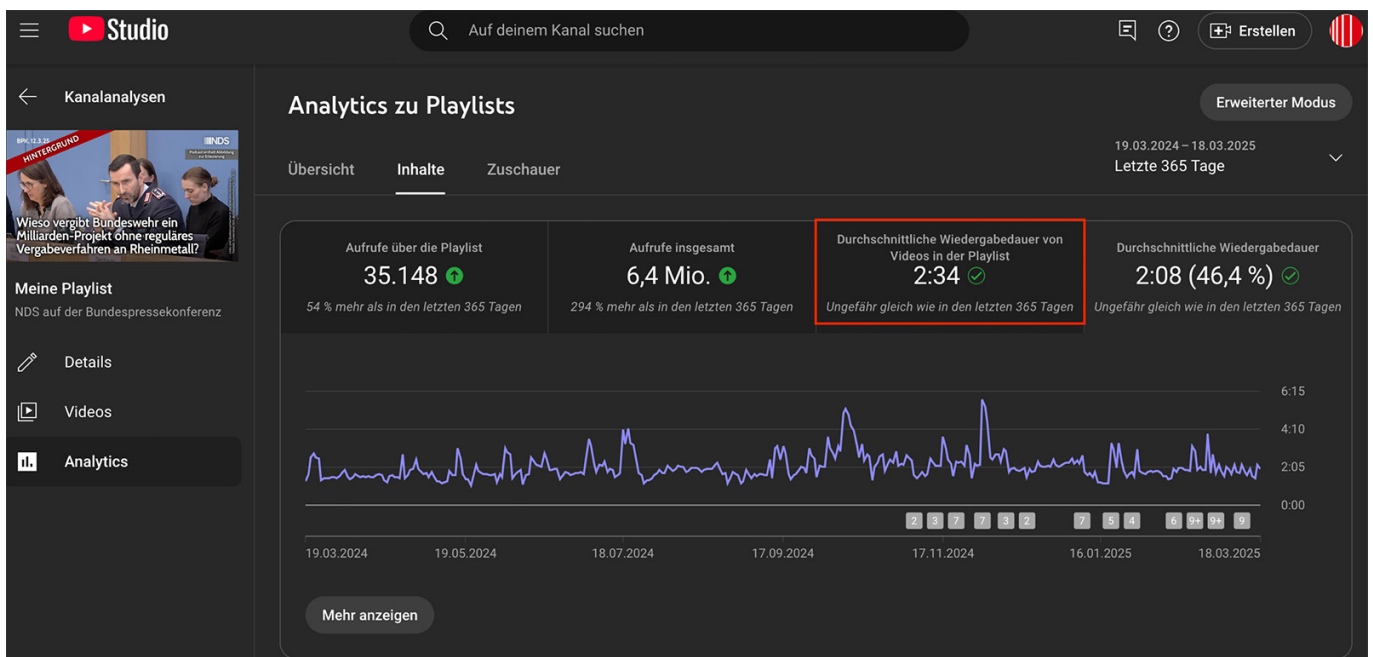 Studio
Auf deinem Kanal suchen
Erstellen
Kanalanalysen
Analytics zu Playlists
Erweiterter Modus
BPK, 12.3.25
HINTERGRUND
NDS
19.03.2024 – 18.03.2025
Letzte 365 Tage
Übersicht
Inhalte
Zuschauer
Wieso vergibt Bundeswehr ein
Milliarden-Projekt ohne reguläres
Vergabeverfahren an Rheinmetall?
Meine Playlist
NDS auf der Bundespressekonferenz
Details
Videos
Analytics
Aufrufe über die Playlist
35.148
54 % mehr als in den letzten 365 Tagen
Aufrufe insgesamt
6,4 Mio.
294 % mehr als in den letzten 365 Tagen
Durchschnittliche Wiedergabedauer von
Videos in der Playlist
2:34
Ungefähr gleich wie in den letzten 365 Tagen
Durchschnittliche Wiedergabedauer
2:08 (46,4 %)
Ungefähr gleich wie in den letzten 365 Tagen
6:15
4:10
2:05
0:00
2 3 7 7 3 2 7 5 4 6 9+ 9+ 9
19.03.2024 19.05.2024 18.07.2024 17.09.2024 17.11.2024 16.01.2025 18.03.2025
Mehr anzeigen